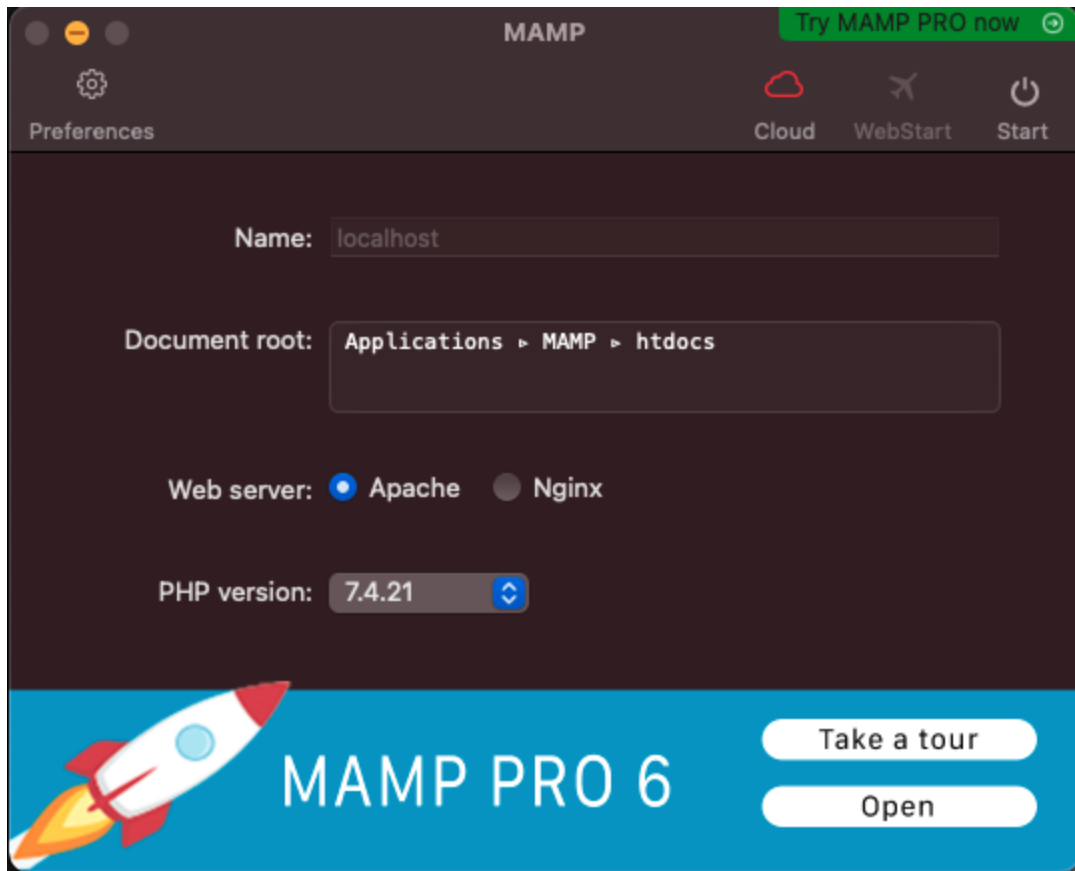 MAMP
Try MAMP PRO now
Preferences
Cloud
WebStart
Start
Name: localhost
Document root: Applications ▹ MAMP ▹ htdocs
Web server: Apache Nginx
PHP version: 7.4.21
MAMP PRO 6
Take a tour
Open